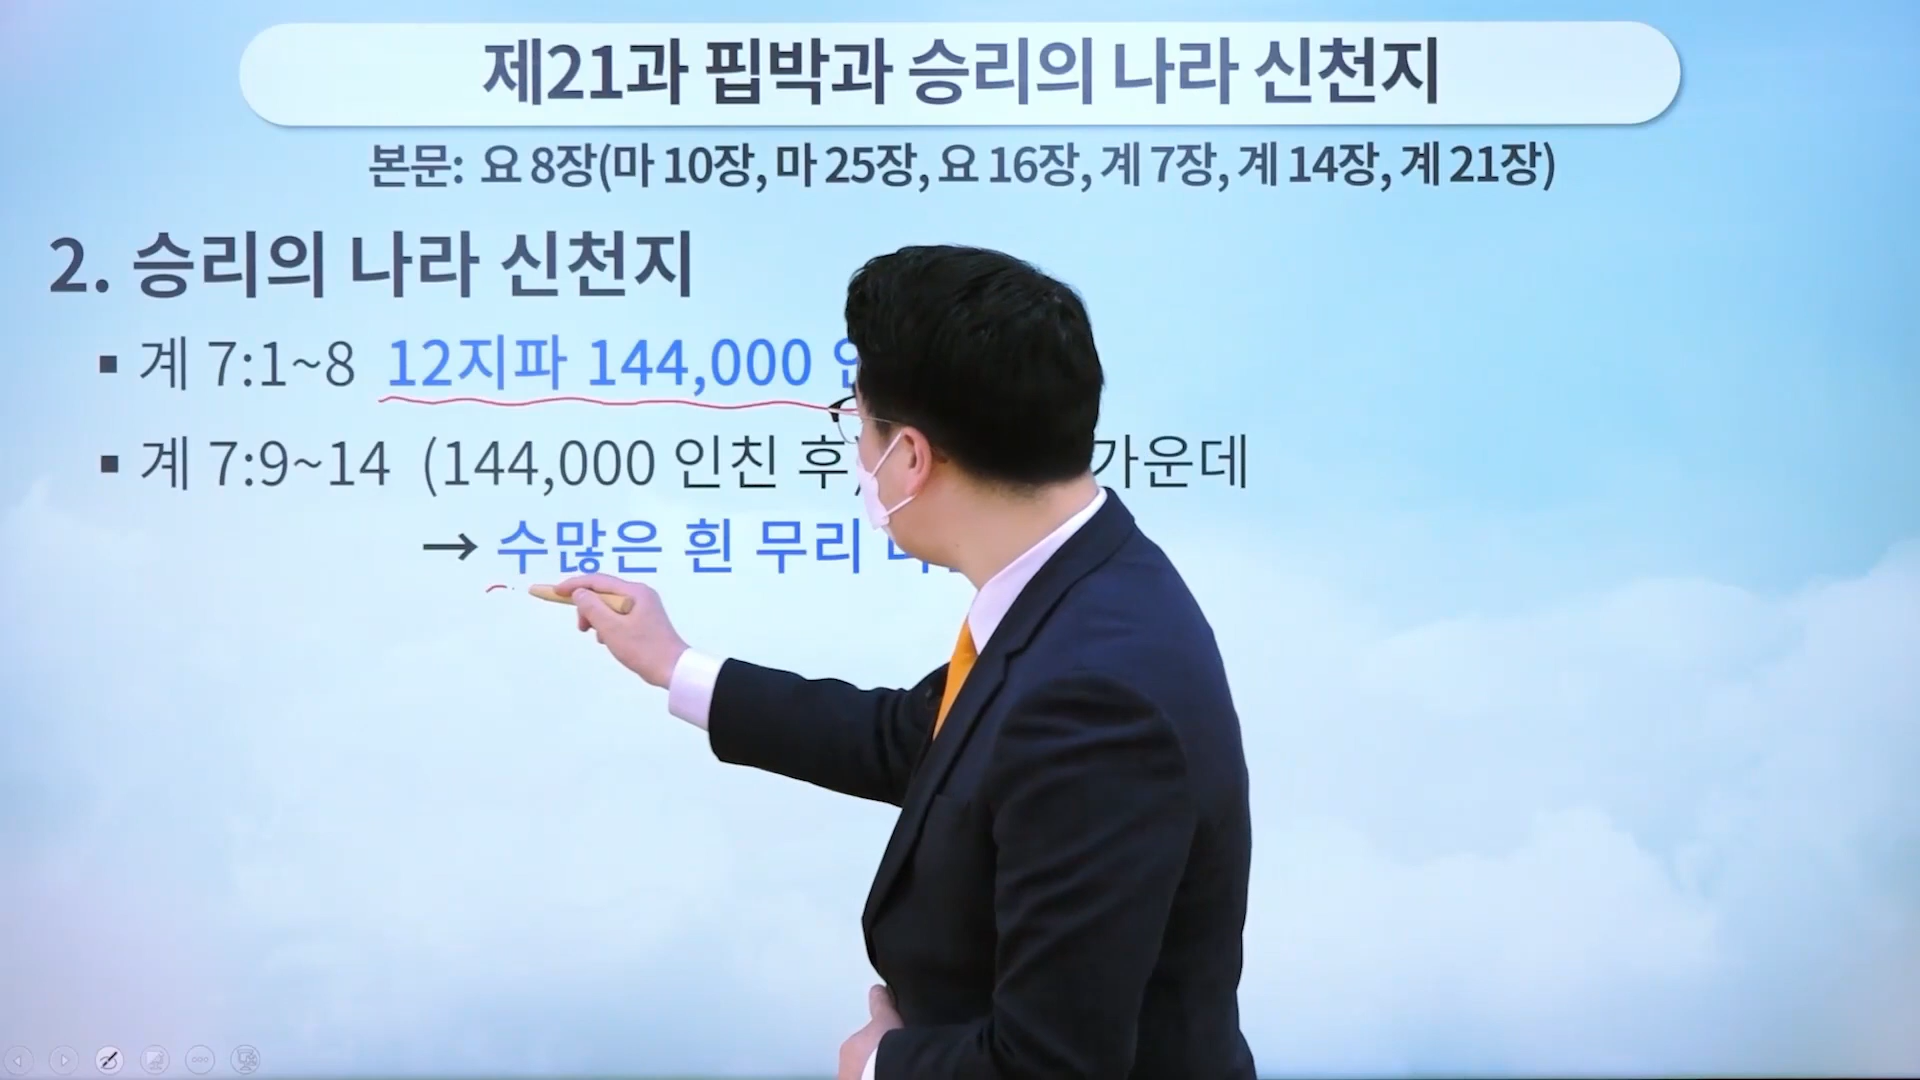 제21과 핍박과 승리의 나라 신천지
본문: 요 8장(마 10장, 마 25장, 요 16장, 계 7장, 계 14장, 계 21장)
2. 승리의 나라 신천지
▪ 계 7:1~8 12지파 144,000
▪ 계 7:9~14 (144,000 인친 후) 가운데
→ 수많은 흰 무리